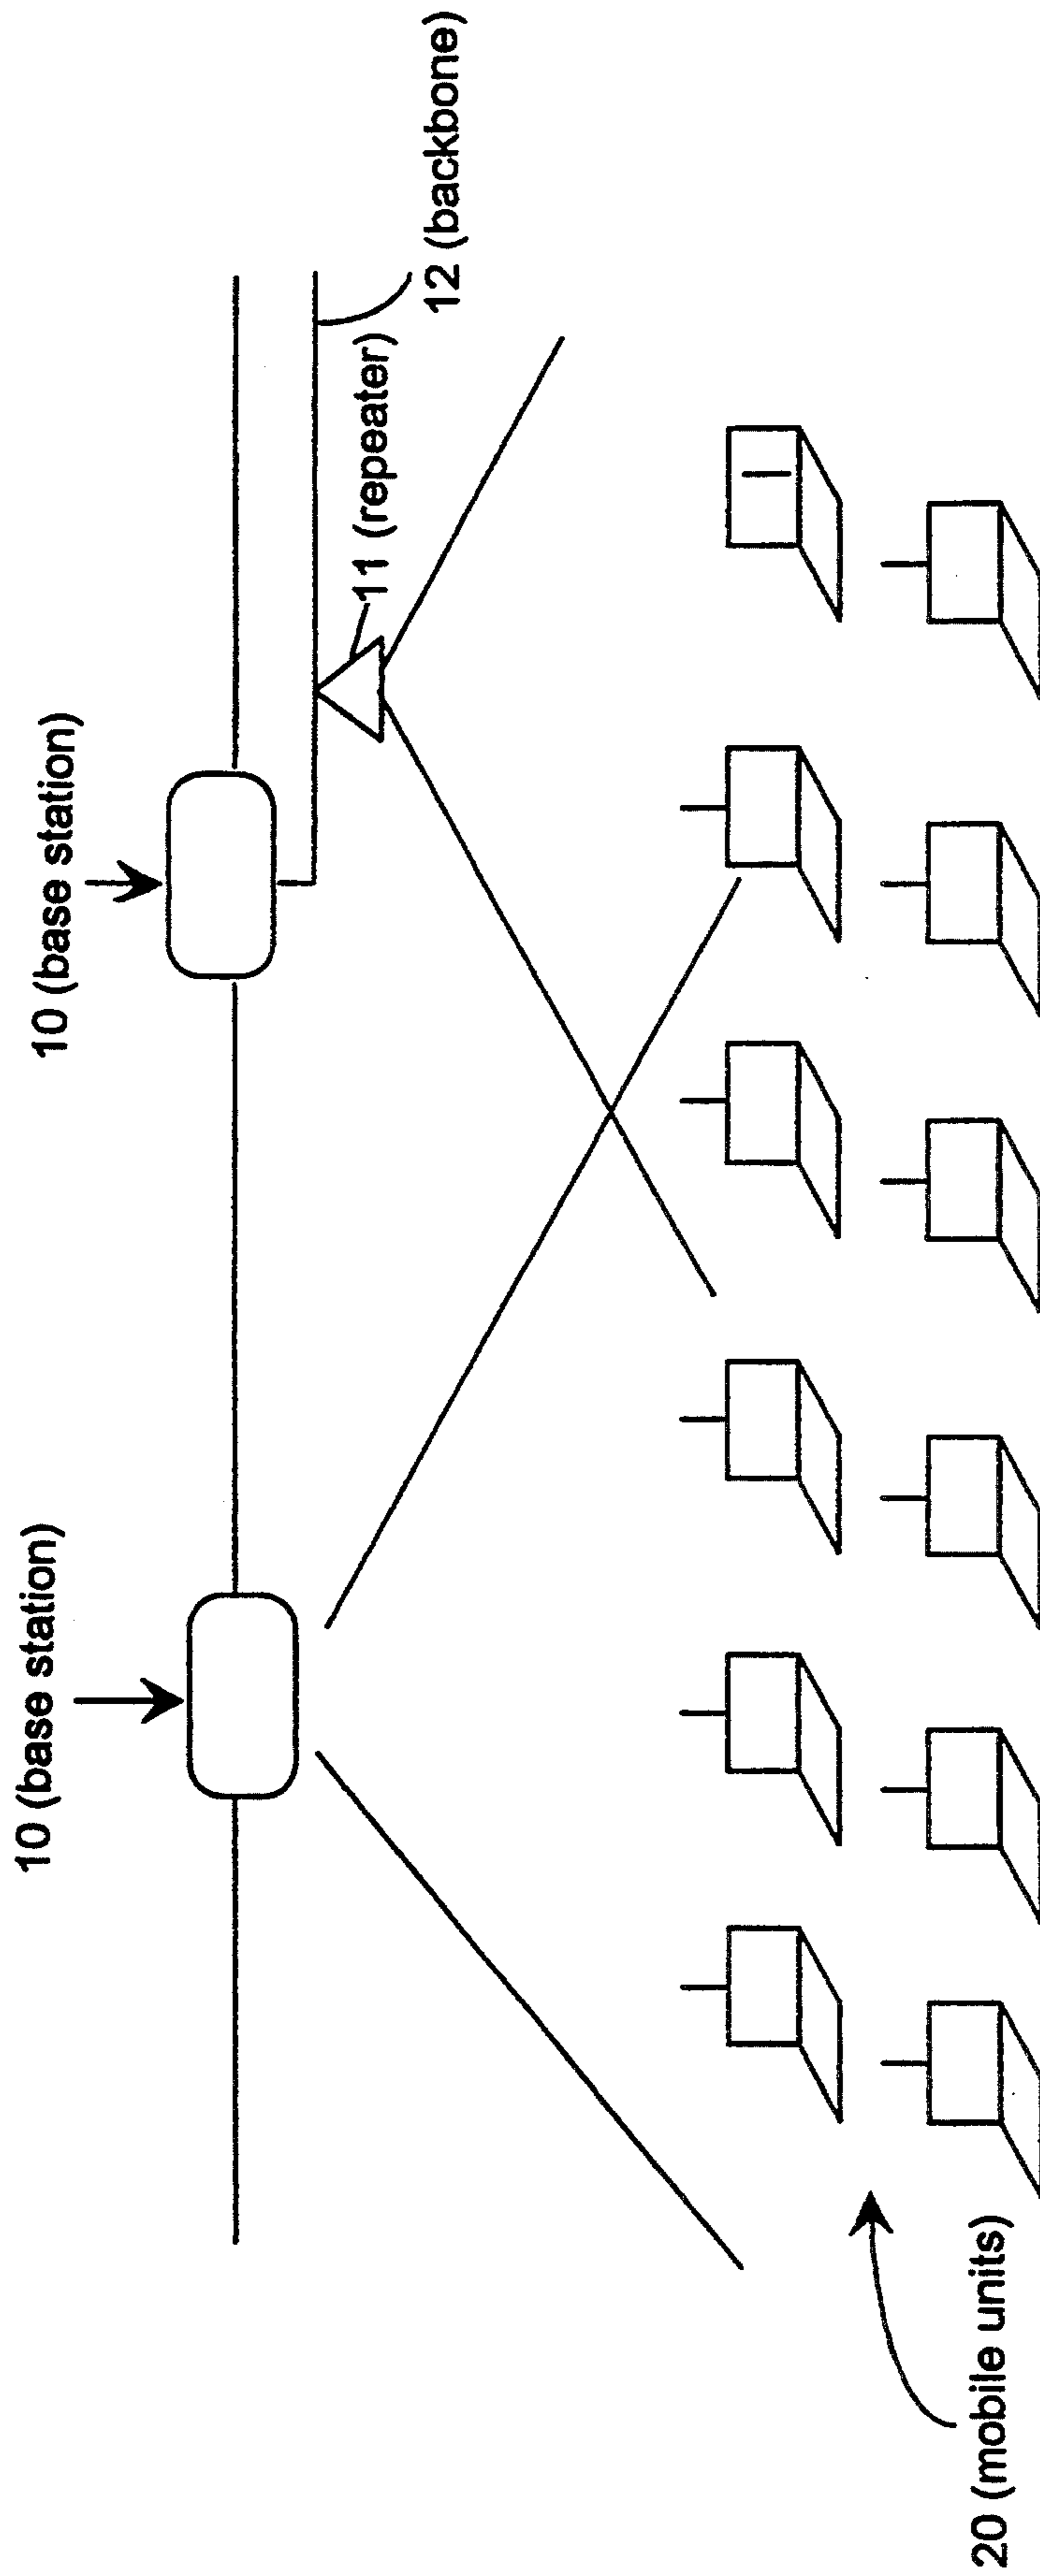 10 (base station)
10 (base station)
11 (repeater)
12 (backbone)
20 (mobile units)